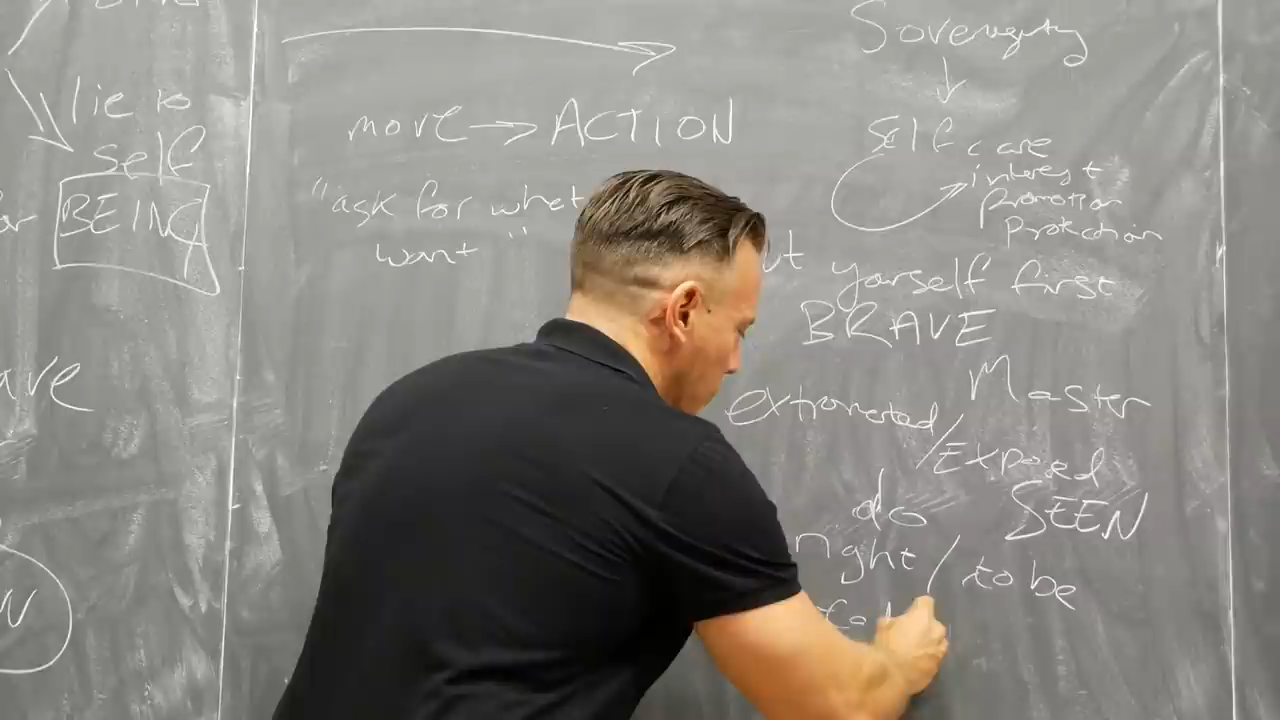 lie to
self
BEING
ave
move → ACTION
"ask for what
want"
Sovereignty
↓
Self care
interest
promotion
protection
yourself first
BRAVE
Master
extroverted
/Exposed
do
SEEN
right / to be